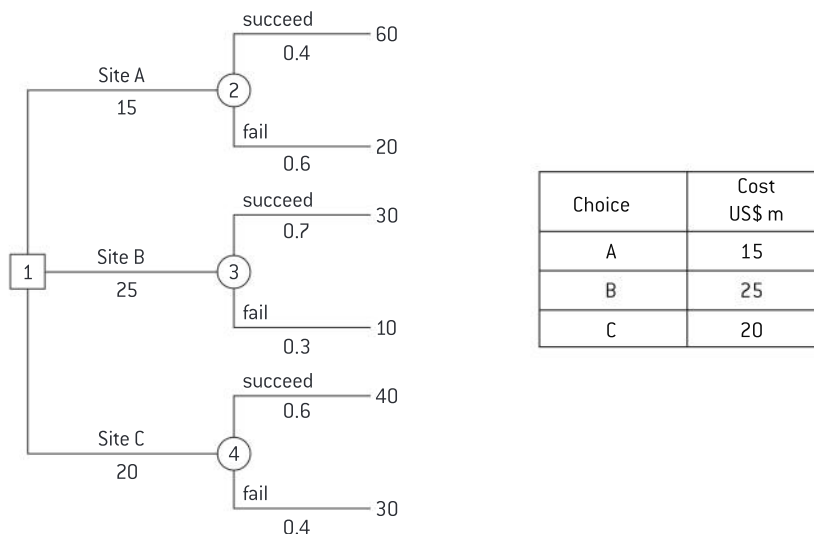 succeed
60
0.4
Site A
2
15
fail
20
0.6
succeed
30
0.7
Site B
1
3
25
fail
10
0.3
succeed
40
0.6
Site C
4
20
fail
30
0.4
Choice
Cost
US$ m
A 15
B 25
C 20